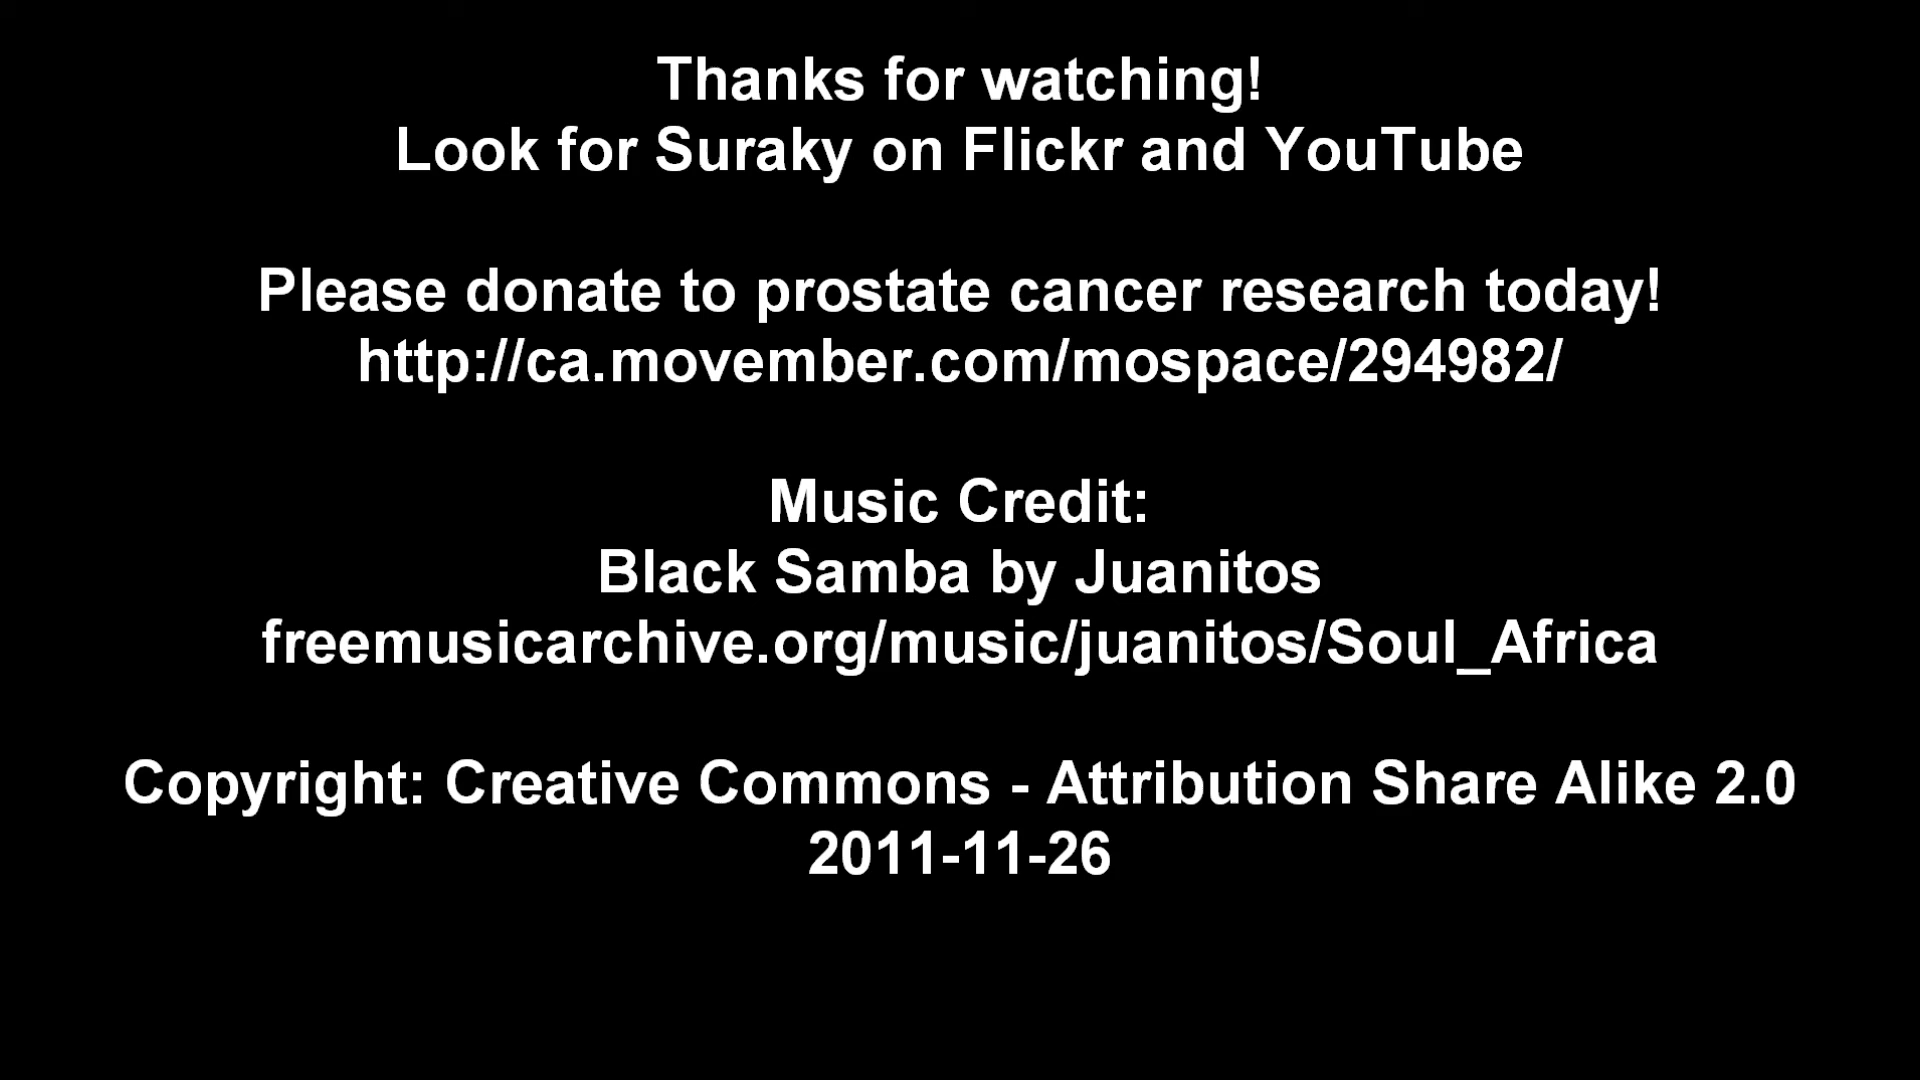 Thanks for watching!
Look for Suraky on Flickr and YouTube
Please donate to prostate cancer research today!
http://ca.movember.com/mospace/294982/
Music Credit:
Black Samba by Juanitos
freemusicarchive.org/music/juanitos/Soul_Africa
Copyright: Creative Commons - Attribution Share Alike 2.0
2011-11-26